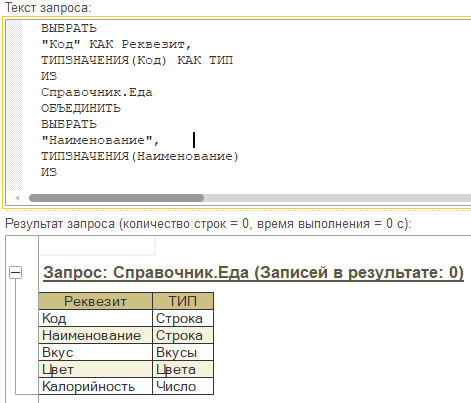 Текст запроса:
ВЫБРАТЬ
"Код" КАК Реквезит,
ТИПЗНАЧЕНИЯ(Код) КАК ТИП
ИЗ
Справочник.Еда
ОБЪЕДИНИТЬ
ВЫБРАТЬ
"Наименование",
ТИПЗНАЧЕНИЯ(Наименование)
ИЗ
Результат запроса (количество строк = 0, время выполнения = 0 с):
Запрос: Справочник.Еда (Записей в результате: 0)
Реквезит ТИП
Код Строка
Наименование Строка
Вкус Вкусы
Цвет Цвета
Калорийность Число